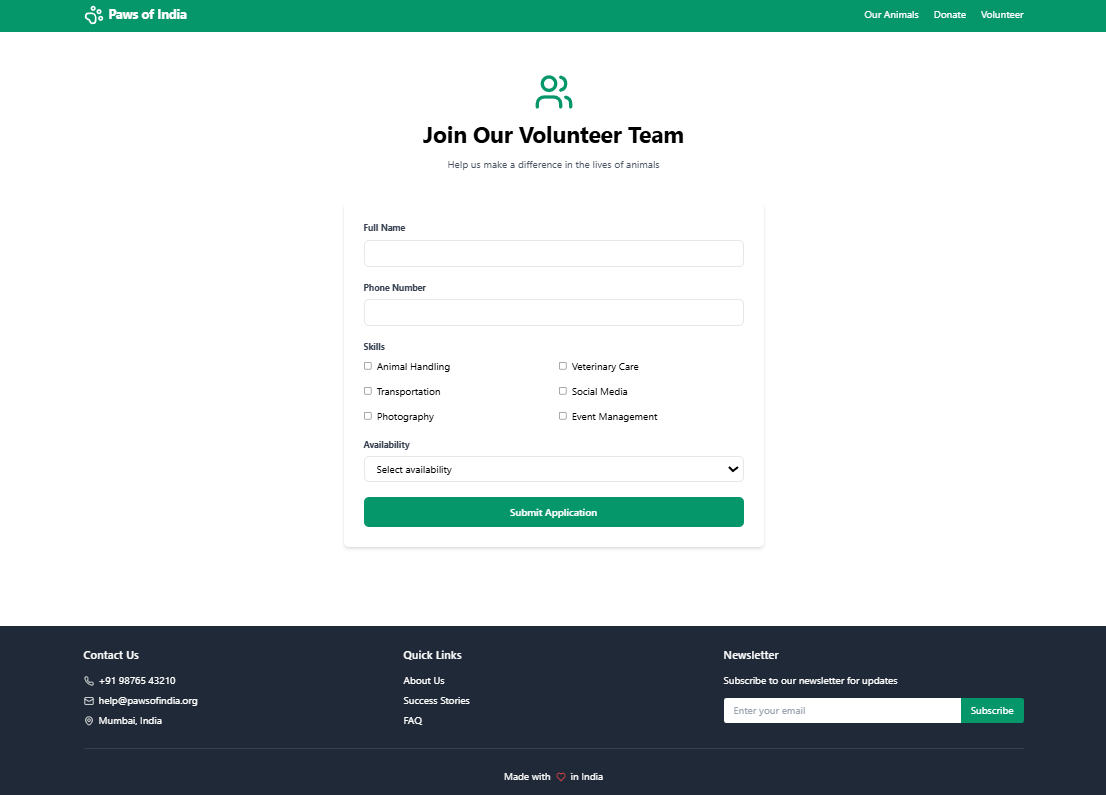 Paws of India
Our Animals Donate Volunteer
Join Our Volunteer Team
Help us make a difference in the lives of animals
Full Name
Phone Number
Skills
Animal Handling Veterinary Care
Transportation Social Media
Photography Event Management
Availability
Select availability
Submit Application
Contact Us
+91 98765 43210
help@pawsofindia.org
Mumbai, India
Quick Links
About Us
Success Stories
FAQ
Newsletter
Subscribe to our newsletter for updates
Enter your email Subscribe
Made with in India